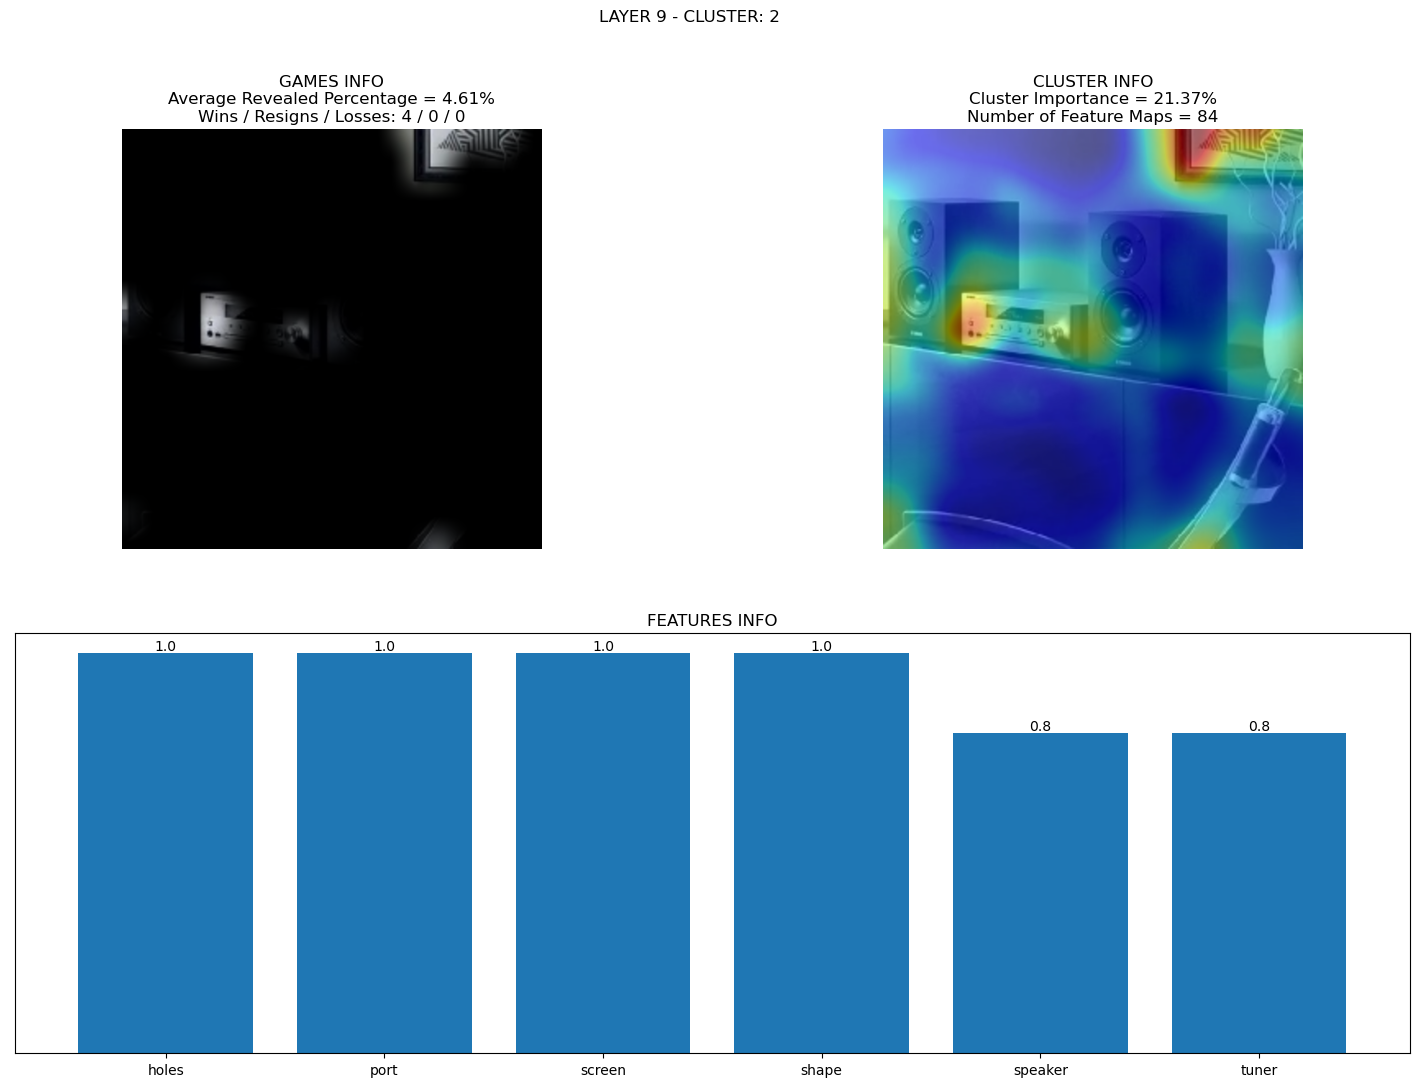 LAYER 9 - CLUSTER: 2
GAMES INFO
Average Revealed Percentage = 4.61%
Wins / Resigns / Losses: 4 / 0 / 0
CLUSTER INFO
Cluster Importance = 21.37%
Number of Feature Maps = 84
FEATURES INFO
1.0 1.0 1.0 1.0 0.8 0.8
holes port screen shape speaker tuner